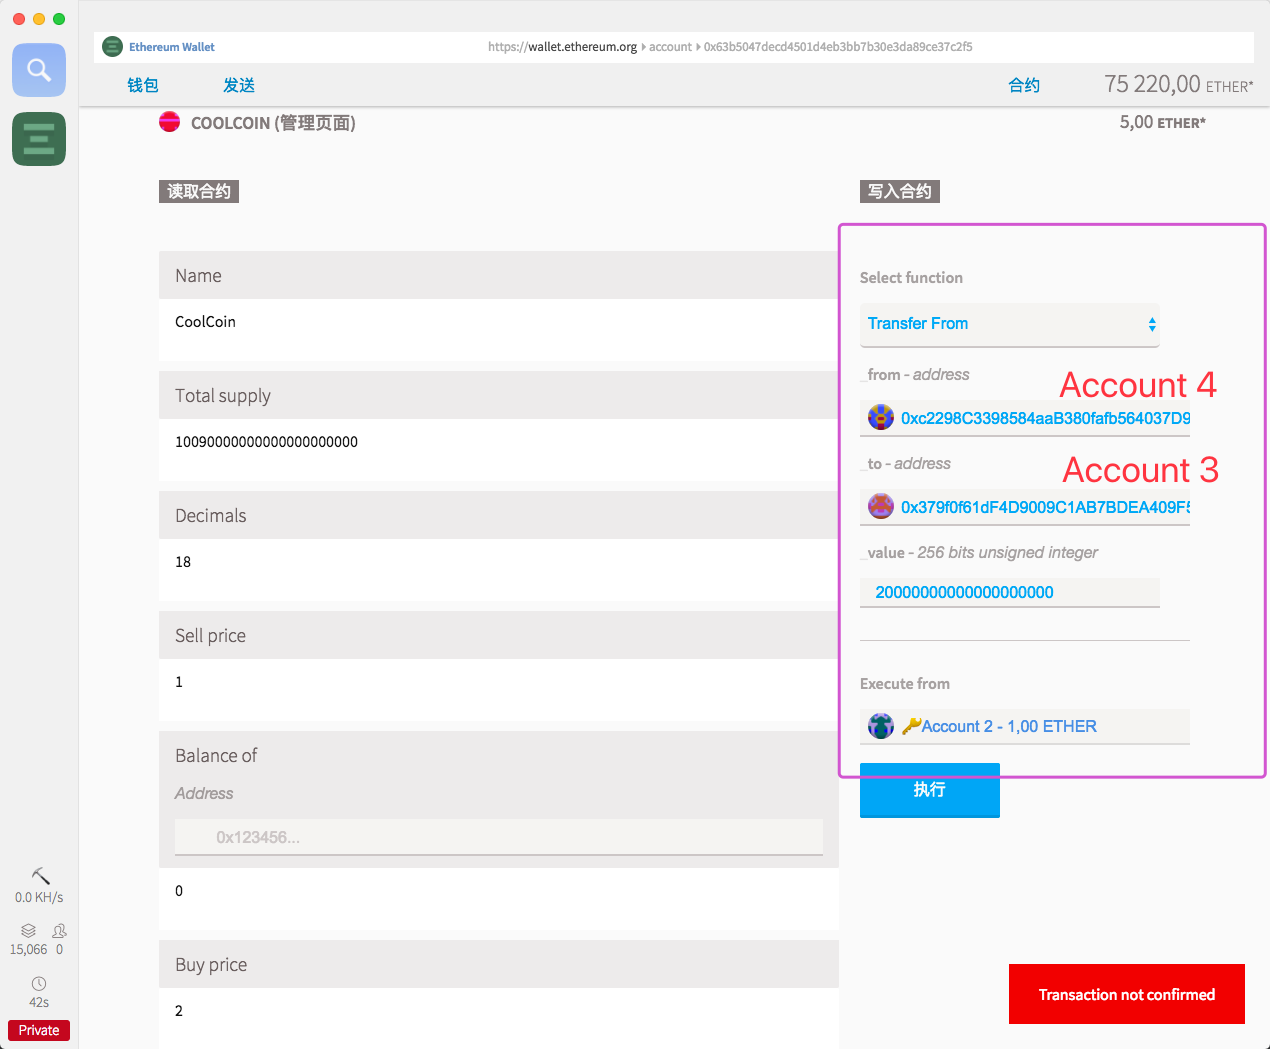 Ethereum Wallet
https://wallet.ethereum.org ▸ account ▸ 0x63b5047decd4501d4eb3bb7b30e3da89ce37c2f5
钱包 发送 合约 75 220,00 ETHER*
COOLCOIN (管理页面) 5,00 ETHER*
读取合约
Name
CoolCoin
Total supply
10090000000000000000000
Decimals
18
Sell price
1
Balance of
Address
0x123456...
0
Buy price
2
写入合约
Select function
Transfer From
_from - address
Account 4
0xc2298C3398584aaB380fafb564037D9
_to - address
Account 3
0x379f0f61dF4D9009C1AB7BDEA409F5
_value - 256 bits unsigned integer
20000000000000000000
Execute from
Account 2 - 1,00 ETHER
执行
Transaction not confirmed
0.0 KH/s
15,066 0
42s
Private